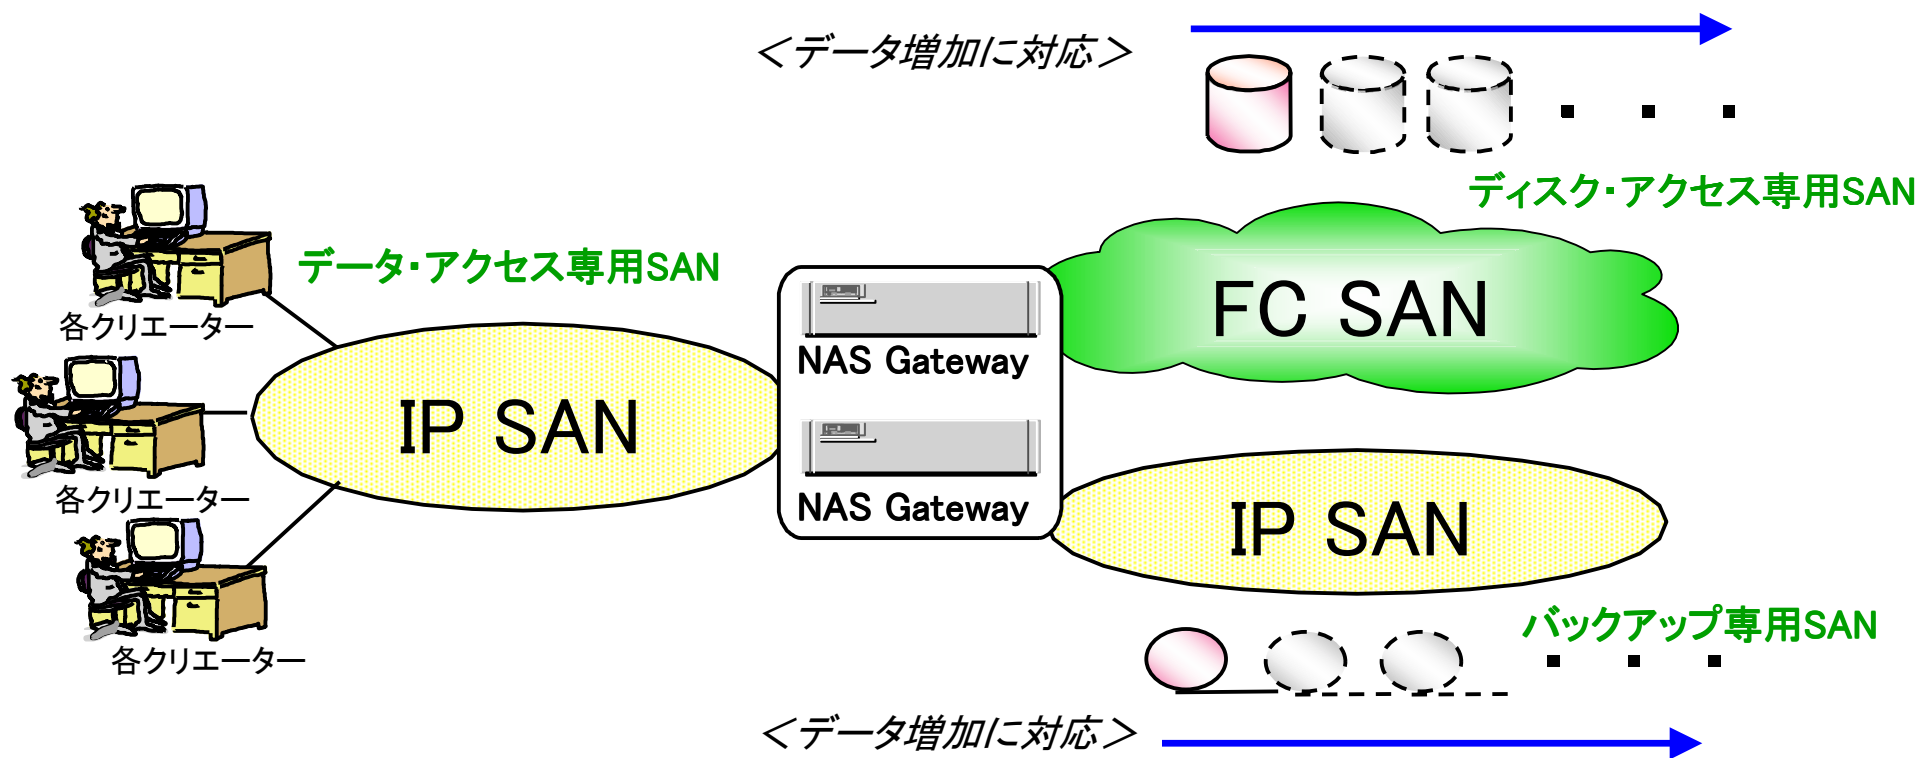 ＜データ増加に対応＞
ディスク・アクセス専用SAN
データ・アクセス専用SAN
各クリエーター
FC SAN
NAS Gateway
IP SAN
各クリエーター
NAS Gateway
IP SAN
バックアップ専用SAN
各クリエーター
＜データ増加に対応＞